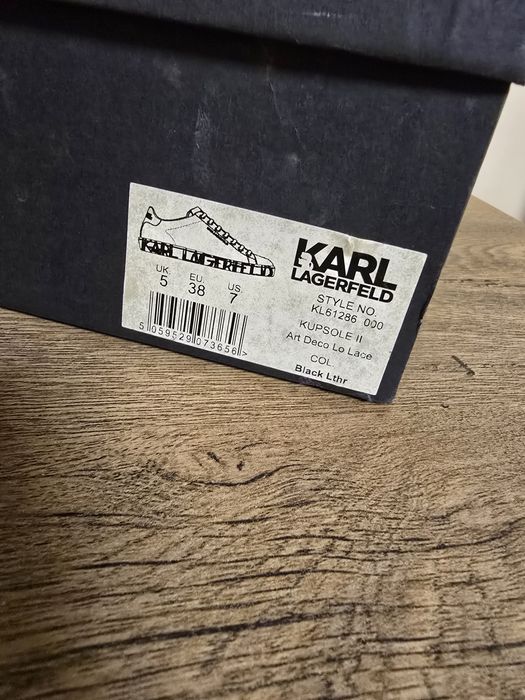 KARL LAGERFELD
UK. EU. US.
5 38 7
5 059529 073656 >
KARL
LAGERFELD
STYLE NO.
KL61286 000
KUPSOLE II
Art Deco Lo Lace
COL.
Black Lthr